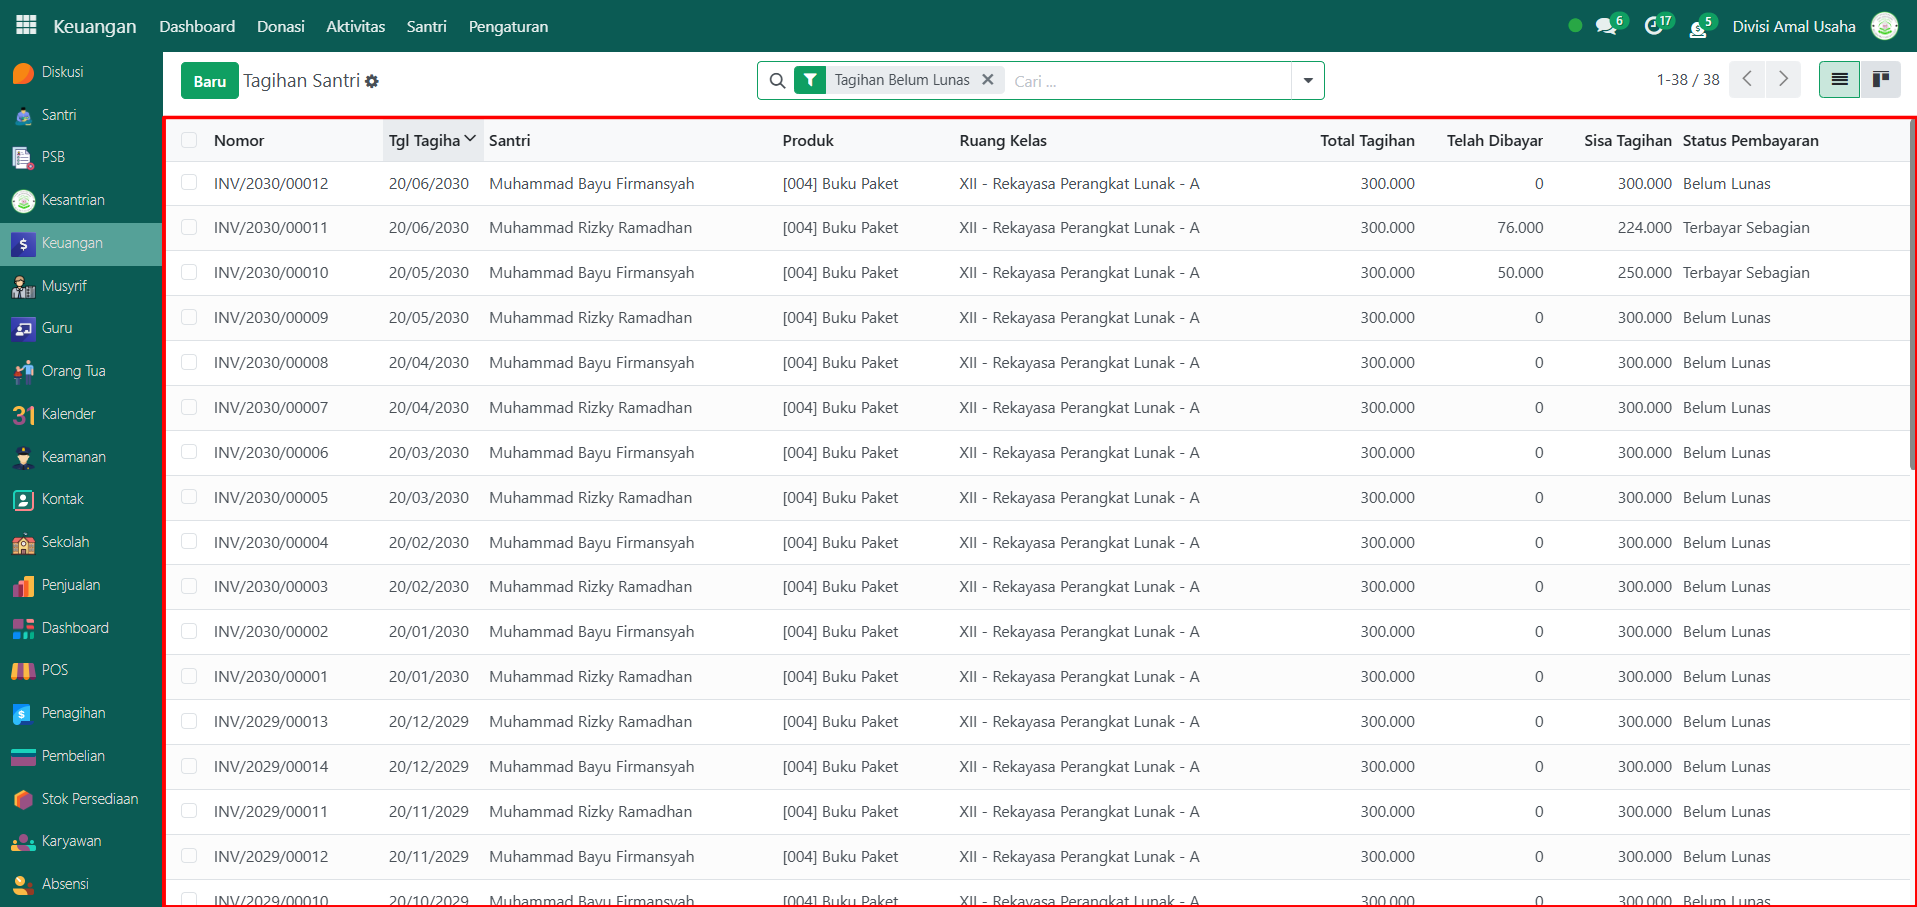 Keuangan Dashboard Donasi Aktivitas Santri Pengaturan 6 17 5 Divisi Amal Usaha
Diskusi
Santri
PSB
Kesantrian
Keuangan
Musyrif
Guru
Orang Tua
31 Kalender
Keamanan
Kontak
Sekolah
Penjualan
Dashboard
POS
Penagihan
Pembelian
Stok Persediaan
Karyawan
Absensi
Baru Tagihan Santri Tagihan Belum Lunas Cari ... 1-38 / 38
Nomor Tgl Tagiha Santri Produk Ruang Kelas Total Tagihan Telah Dibayar Sisa Tagihan Status Pembayaran
INV/2030/00012 20/06/2030 Muhammad Bayu Firmansyah [004] Buku Paket XII - Rekayasa Perangkat Lunak - A 300.000 0 300.000 Belum Lunas
INV/2030/00011 20/06/2030 Muhammad Rizky Ramadhan [004] Buku Paket XII - Rekayasa Perangkat Lunak - A 300.000 76.000 224.000 Terbayar Sebagian
INV/2030/00010 20/05/2030 Muhammad Bayu Firmansyah [004] Buku Paket XII - Rekayasa Perangkat Lunak - A 300.000 50.000 250.000 Terbayar Sebagian
INV/2030/00009 20/05/2030 Muhammad Rizky Ramadhan [004] Buku Paket XII - Rekayasa Perangkat Lunak - A 300.000 0 300.000 Belum Lunas
INV/2030/00008 20/04/2030 Muhammad Bayu Firmansyah [004] Buku Paket XII - Rekayasa Perangkat Lunak - A 300.000 0 300.000 Belum Lunas
INV/2030/00007 20/04/2030 Muhammad Rizky Ramadhan [004] Buku Paket XII - Rekayasa Perangkat Lunak - A 300.000 0 300.000 Belum Lunas
INV/2030/00006 20/03/2030 Muhammad Bayu Firmansyah [004] Buku Paket XII - Rekayasa Perangkat Lunak - A 300.000 0 300.000 Belum Lunas
INV/2030/00005 20/03/2030 Muhammad Rizky Ramadhan [004] Buku Paket XII - Rekayasa Perangkat Lunak - A 300.000 0 300.000 Belum Lunas
INV/2030/00004 20/02/2030 Muhammad Bayu Firmansyah [004] Buku Paket XII - Rekayasa Perangkat Lunak - A 300.000 0 300.000 Belum Lunas
INV/2030/00003 20/02/2030 Muhammad Rizky Ramadhan [004] Buku Paket XII - Rekayasa Perangkat Lunak - A 300.000 0 300.000 Belum Lunas
INV/2030/00002 20/01/2030 Muhammad Bayu Firmansyah [004] Buku Paket XII - Rekayasa Perangkat Lunak - A 300.000 0 300.000 Belum Lunas
INV/2030/00001 20/01/2030 Muhammad Rizky Ramadhan [004] Buku Paket XII - Rekayasa Perangkat Lunak - A 300.000 0 300.000 Belum Lunas
INV/2029/00013 20/12/2029 Muhammad Rizky Ramadhan [004] Buku Paket XII - Rekayasa Perangkat Lunak - A 300.000 0 300.000 Belum Lunas
INV/2029/00014 20/12/2029 Muhammad Bayu Firmansyah [004] Buku Paket XII - Rekayasa Perangkat Lunak - A 300.000 0 300.000 Belum Lunas
INV/2029/00011 20/11/2029 Muhammad Rizky Ramadhan [004] Buku Paket XII - Rekayasa Perangkat Lunak - A 300.000 0 300.000 Belum Lunas
INV/2029/00012 20/11/2029 Muhammad Bayu Firmansyah [004] Buku Paket XII - Rekayasa Perangkat Lunak - A 300.000 0 300.000 Belum Lunas
INV/2029/00010 20/10/2029 Muhammad Bayu Firmansyah [004] Buku Paket XII - Rekayasa Perangkat Lunak - A 300.000 0 300.000 Belum Lunas